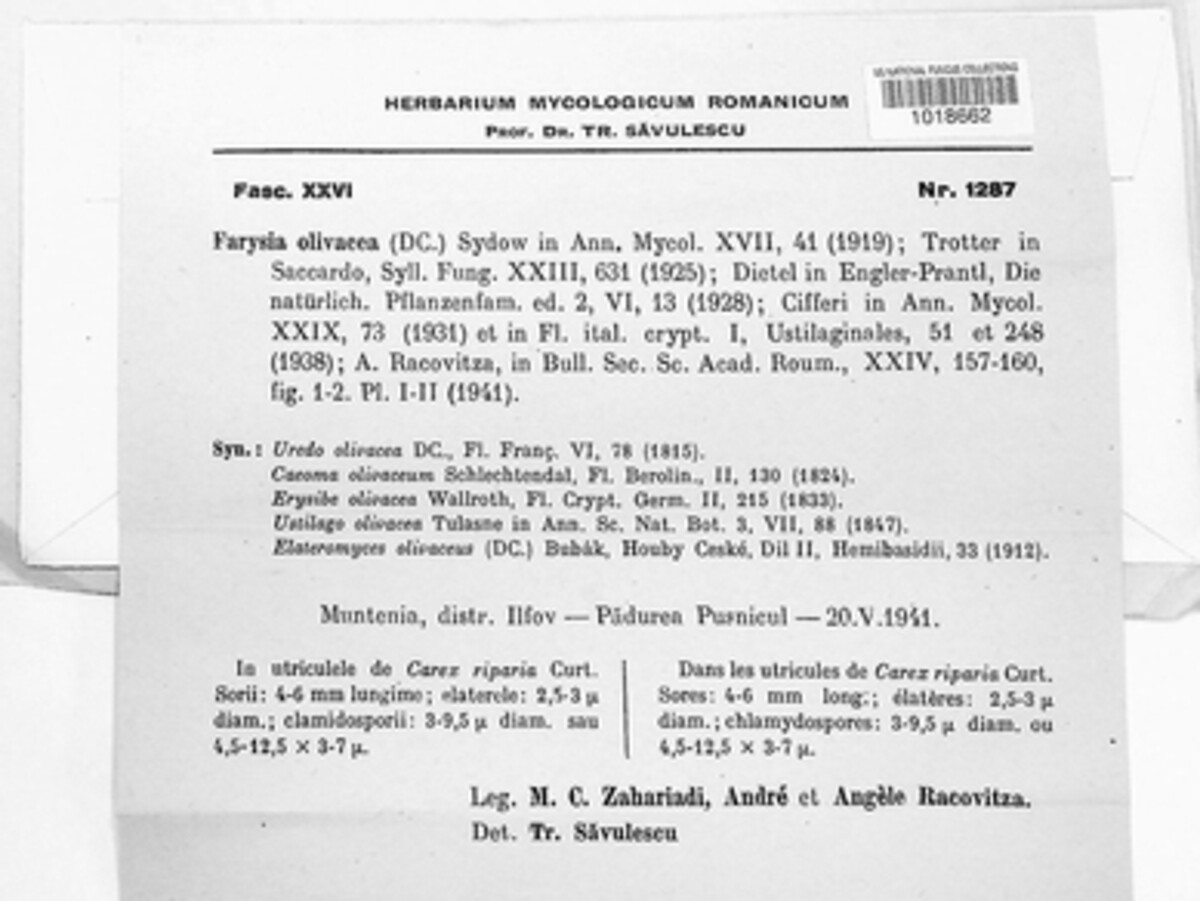 US NATIONAL FUNGUS COLLECTIONS
1018662
HERBARIUM MYCOLOGICUM ROMANICUM
PROF. DR. TR. SĂVULESCU
Fasc. XXVI
Nr. 1287
Farysia olivacea (DC.) Sydow in Ann. Mycol. XVII, 41 (1919); Trotter in
Saccardo, Syll. Fung. XXIII, 631 (1925); Dietel in Engler-Prantl, Die
natürlich. Pflanzenfam. ed. 2, VI, 13 (1928); Cifferi in Ann. Mycol.
XXIX, 73 (1931) et in Fl. ital. crypt. I, Ustilaginales, 51 et 248
(1938); A. Racovitza, in Bull. Sec. Sc. Acad. Roum., XXIV, 157-160,
fig. 1-2. Pl. I-II (1941).
Syn.: Uredo olivacea DC., Fl. Franç. VI, 78 (1815).
Caeoma olivaceum Schlechtendal, Fl. Berolin., II, 130 (1824).
Erysibe olivacea Wallroth, Fl. Crypt. Germ. II, 215 (1833).
Ustilago olivacea Tulasne in Ann. Sc. Nat. Bot. 3, VII, 88 (1847).
Elateromyces olivaceus (DC.) Bubák, Houby Ceské, Dil II, Hemibasidii, 33 (1912).
Muntenia, distr. Ilfov — Pădurea Pusnicul — 20.V.1941.
In utriculele de Carex riparia Curt.
Sorii: 4-6 mm lungime; elaterele: 2,5-3 µ
diam.; clamidosporii: 3-9,5 µ diam. sau
4,5-12,5 × 3-7 µ.
Dans les utricules de Carex riparia Curt.
Sores: 4-6 mm long.; élatères: 2,5-3 µ
diam.; chlamydospores: 3-9,5 µ diam. ou
4,5-12,5 × 3-7 µ.
Leg. M. C. Zahariadi, André et Angèle Racovitza.
Det. Tr. Săvulescu